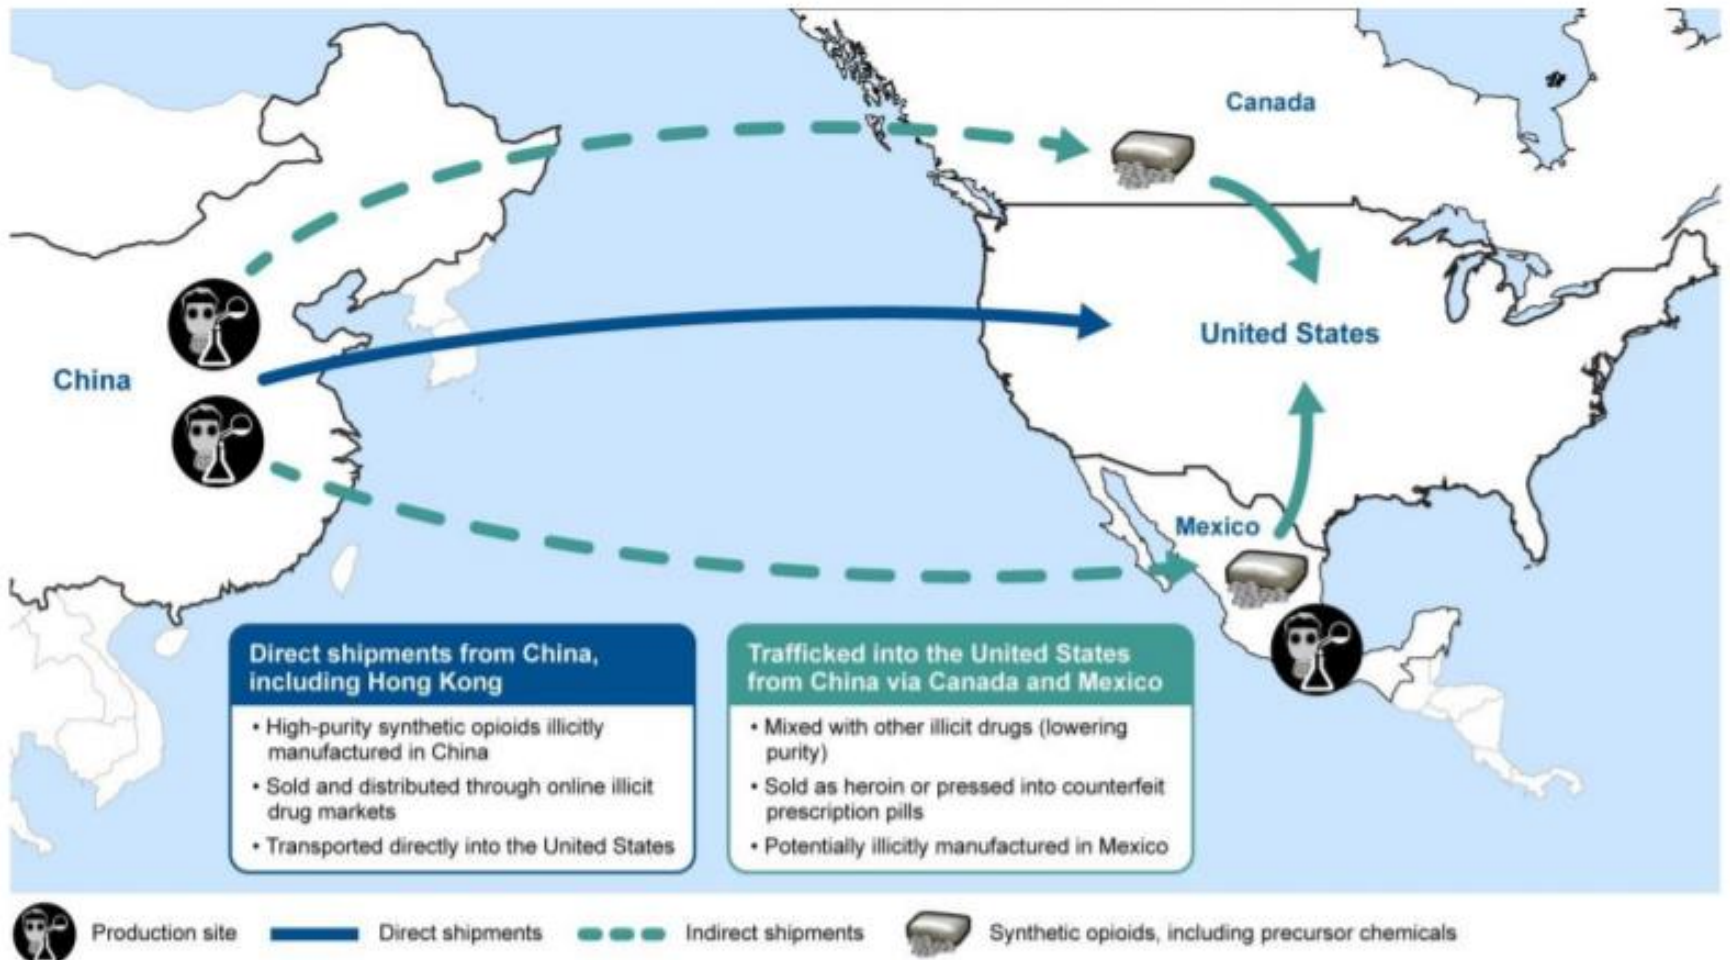 Canada
United States
China
Mexico
Direct shipments from China,
including Hong Kong
• High-purity synthetic opioids illicitly
manufactured in China
• Sold and distributed through online illicit
drug markets
• Transported directly into the United States
Trafficked into the United States
from China via Canada and Mexico
• Mixed with other illicit drugs (lowering
purity)
• Sold as heroin or pressed into counterfeit
prescription pills
• Potentially illicitly manufactured in Mexico
Production site
Direct shipments
Indirect shipments
Synthetic opioids, including precursor chemicals